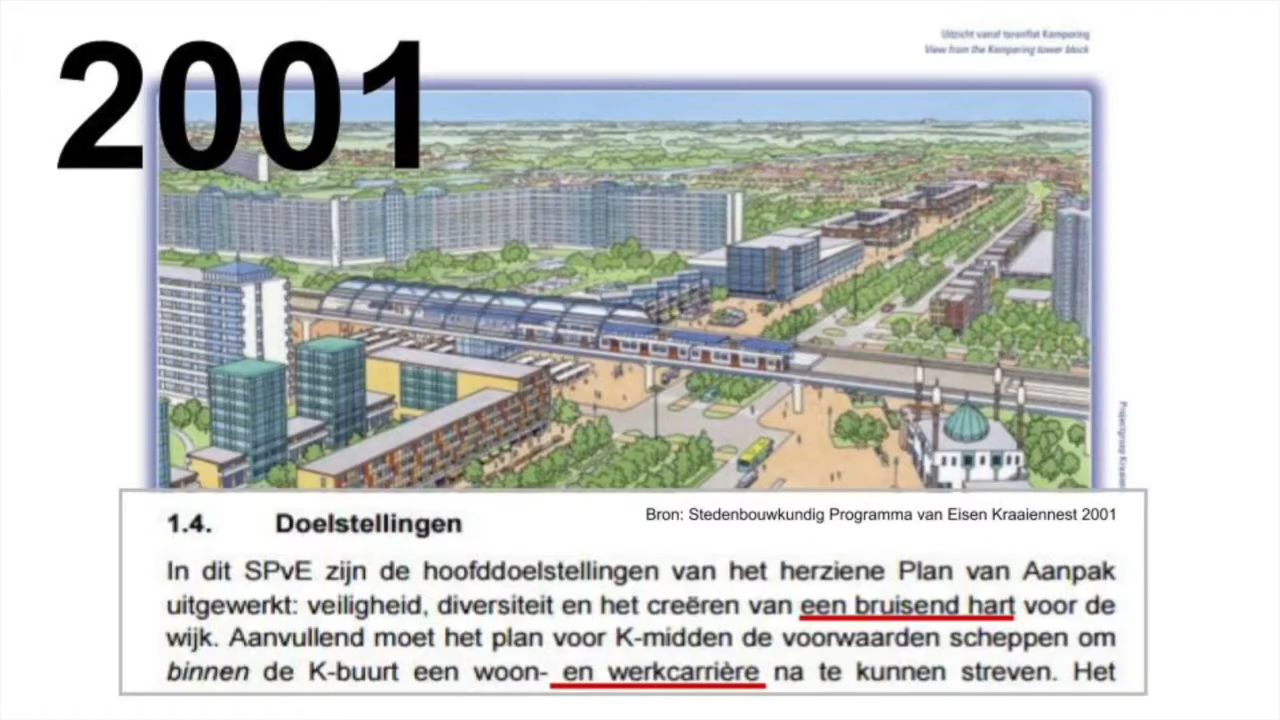 2001
Uitzicht vanaf torenflat Kempering
View from the Kempering tower block
Projectgroep
1.4. Doelstellingen
Bron: Stedenbouwkundig Programma van Eisen Kraaiennest 2001
In dit SPvE zijn de hoofddoelstellingen van het herziene Plan van Aanpak
uitgewerkt: veiligheid, diversiteit en het creëren van een bruisend hart voor de
wijk. Aanvullend moet het plan voor K-midden de voorwaarden scheppen om
binnen de K-buurt een woon- en werkcarrière na te kunnen streven. Het